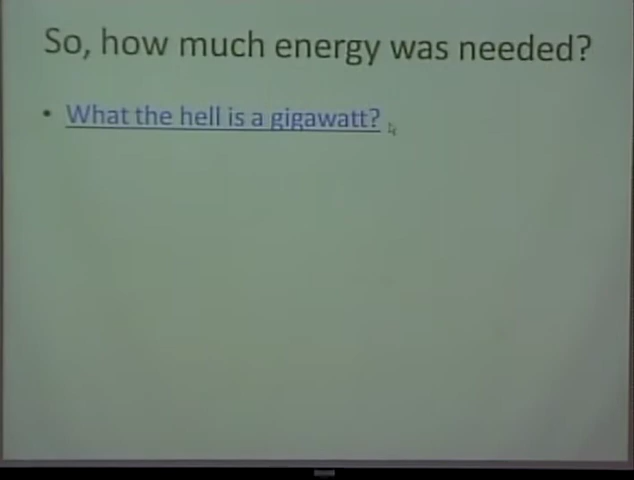 So, how much energy was needed?
• What the hell is a gigawatt?